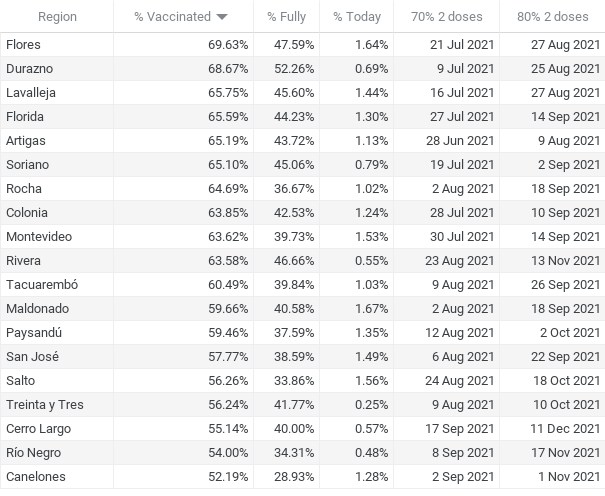 Region % Vaccinated % Fully % Today 70% 2 doses 80% 2 doses
Flores 69.63% 47.59% 1.64% 21 Jul 2021 27 Aug 2021
Durazno 68.67% 52.26% 0.69% 9 Jul 2021 25 Aug 2021
Lavalleja 65.75% 45.60% 1.44% 16 Jul 2021 27 Aug 2021
Florida 65.59% 44.23% 1.30% 27 Jul 2021 14 Sep 2021
Artigas 65.19% 43.72% 1.13% 28 Jun 2021 9 Aug 2021
Soriano 65.10% 45.06% 0.79% 19 Jul 2021 2 Sep 2021
Rocha 64.69% 36.67% 1.02% 2 Aug 2021 18 Sep 2021
Colonia 63.85% 42.53% 1.24% 28 Jul 2021 10 Sep 2021
Montevideo 63.62% 39.73% 1.53% 30 Jul 2021 14 Sep 2021
Rivera 63.58% 46.66% 0.55% 23 Aug 2021 13 Nov 2021
Tacuarembó 60.49% 39.84% 1.03% 9 Aug 2021 26 Sep 2021
Maldonado 59.66% 40.58% 1.67% 2 Aug 2021 18 Sep 2021
Paysandú 59.46% 37.59% 1.35% 12 Aug 2021 2 Oct 2021
San José 57.77% 38.59% 1.49% 6 Aug 2021 22 Sep 2021
Salto 56.26% 33.86% 1.56% 24 Aug 2021 18 Oct 2021
Treinta y Tres 56.24% 41.77% 0.25% 9 Aug 2021 10 Oct 2021
Cerro Largo 55.14% 40.00% 0.57% 17 Sep 2021 11 Dec 2021
Río Negro 54.00% 34.31% 0.48% 8 Sep 2021 17 Nov 2021
Canelones 52.19% 28.93% 1.28% 2 Sep 2021 1 Nov 2021